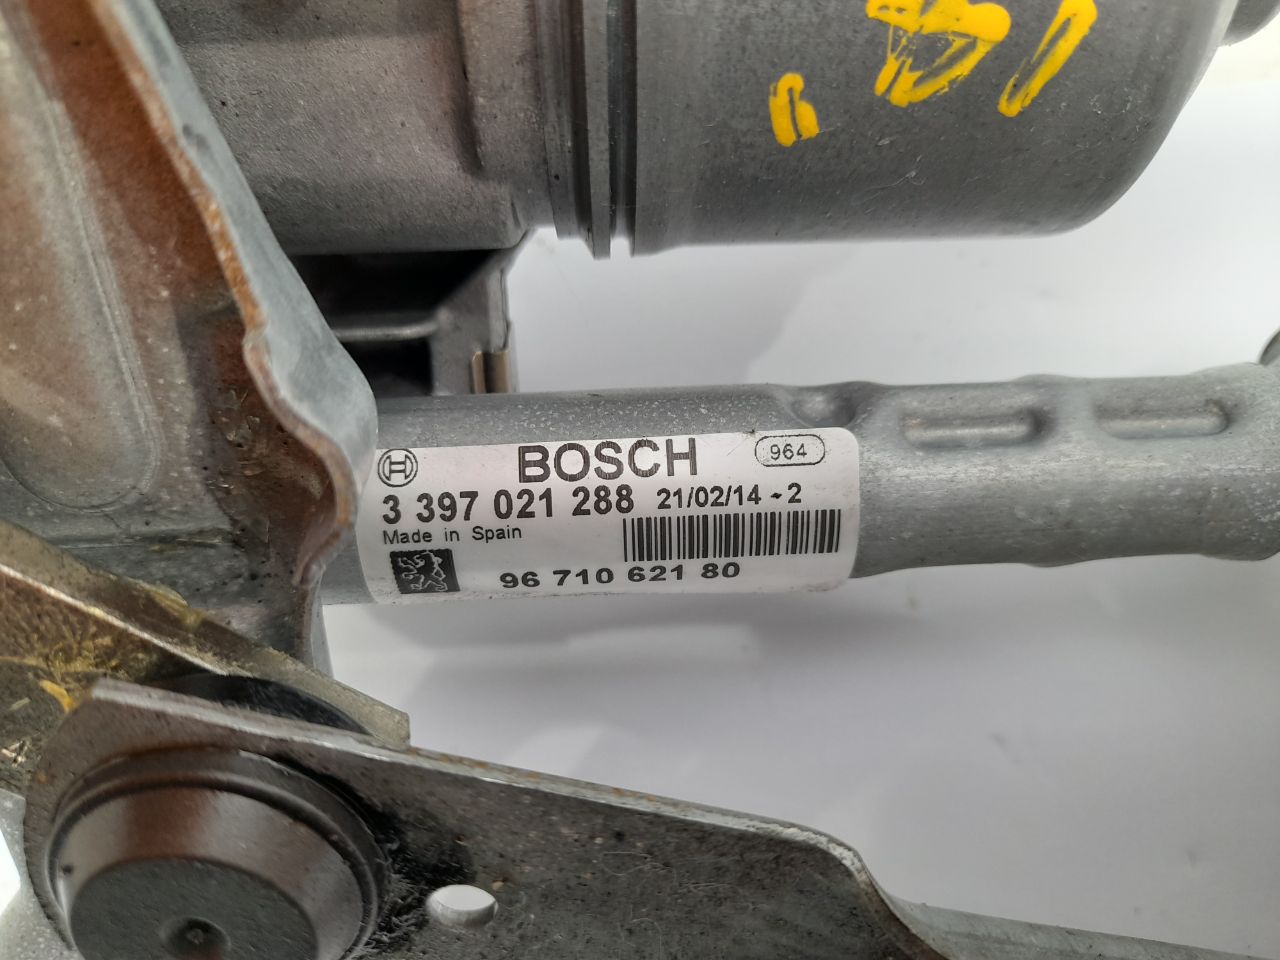 BOSCH 964
3 397 021 288 21/02/14 - 2
Made in Spain
96 710 621 80